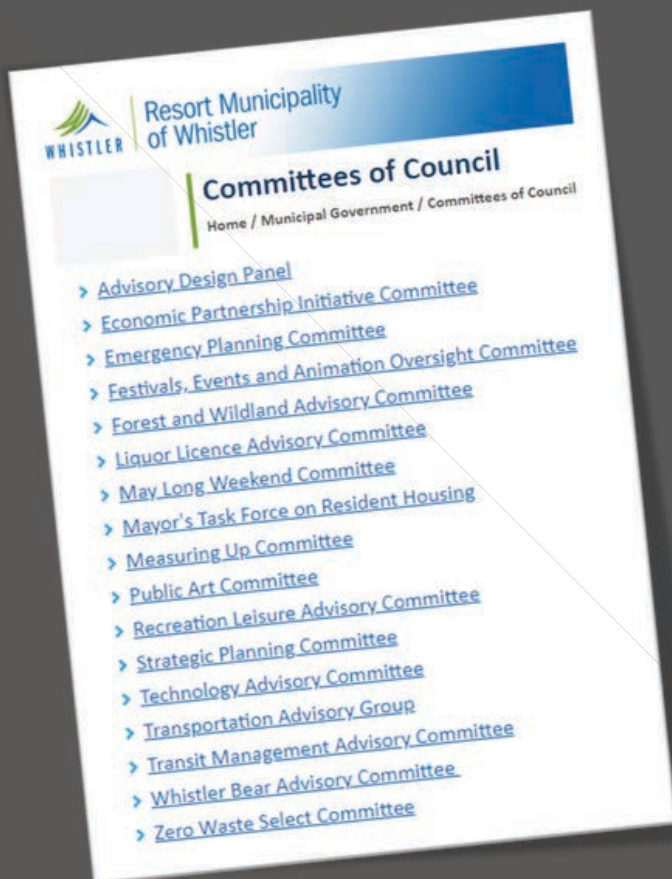 WHISTLER
Resort Municipality
of Whistler
Committees of Council
Home / Municipal Government / Committees of Council
Advisory Design Panel
Economic Partnership Initiative Committee
Emergency Planning Committee
Festivals, Events and Animation Oversight Committee
Forest and Wildland Advisory Committee
Liquor Licence Advisory Committee
May Long Weekend Committee
Mayor's Task Force on Resident Housing
Measuring Up Committee
Public Art Committee
Recreation Leisure Advisory Committee
Strategic Planning Committee
Technology Advisory Committee
Transportation Advisory Group
Transit Management Advisory Committee
Whistler Bear Advisory Committee
Zero Waste Select Committee